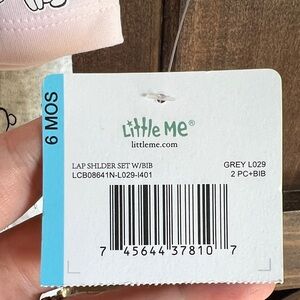 6 MOS
Little Me®
littleme.com
LAP SHLDER SET W/BIB GREY L029
LCB08641N-L029-I401 2 PC+BIB
7 45644 37810 7